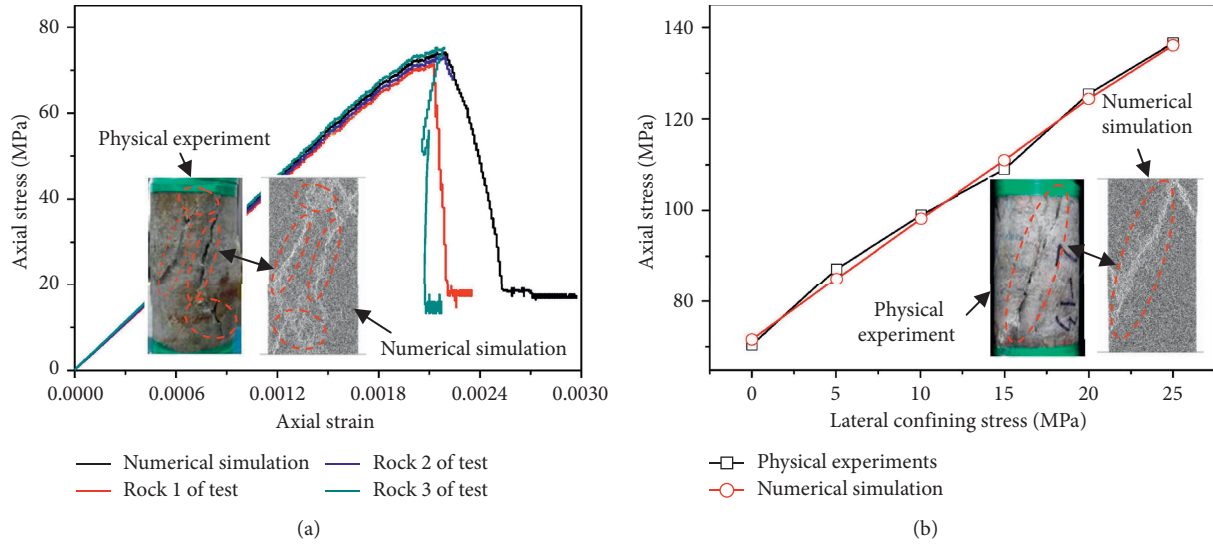 80
60
40
20
0
Axial stress (MPa)
Physical experiment
Numerical simulation
0.0000 0.0006 0.0012 0.0018 0.0024 0.0030
Axial strain
Numerical simulation Rock 2 of test
Rock 1 of test Rock 3 of test
(a)
140
120
100
80
Axial stress (MPa)
Numerical
simulation
Physical
experiment
0 5 10 15 20 25
Lateral confining stress (MPa)
Physical experiments
Numerical simulation
(b)